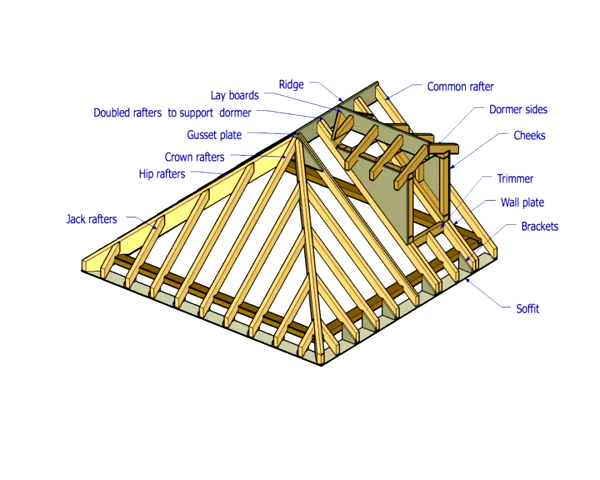 Ridge
Common rafter
Lay boards
Doubled rafters to support dormer
Dormer sides
Gusset plate
Cheeks
Crown rafters
Hip rafters
Trimmer
Wall plate
Jack rafters
Brackets
Soffit